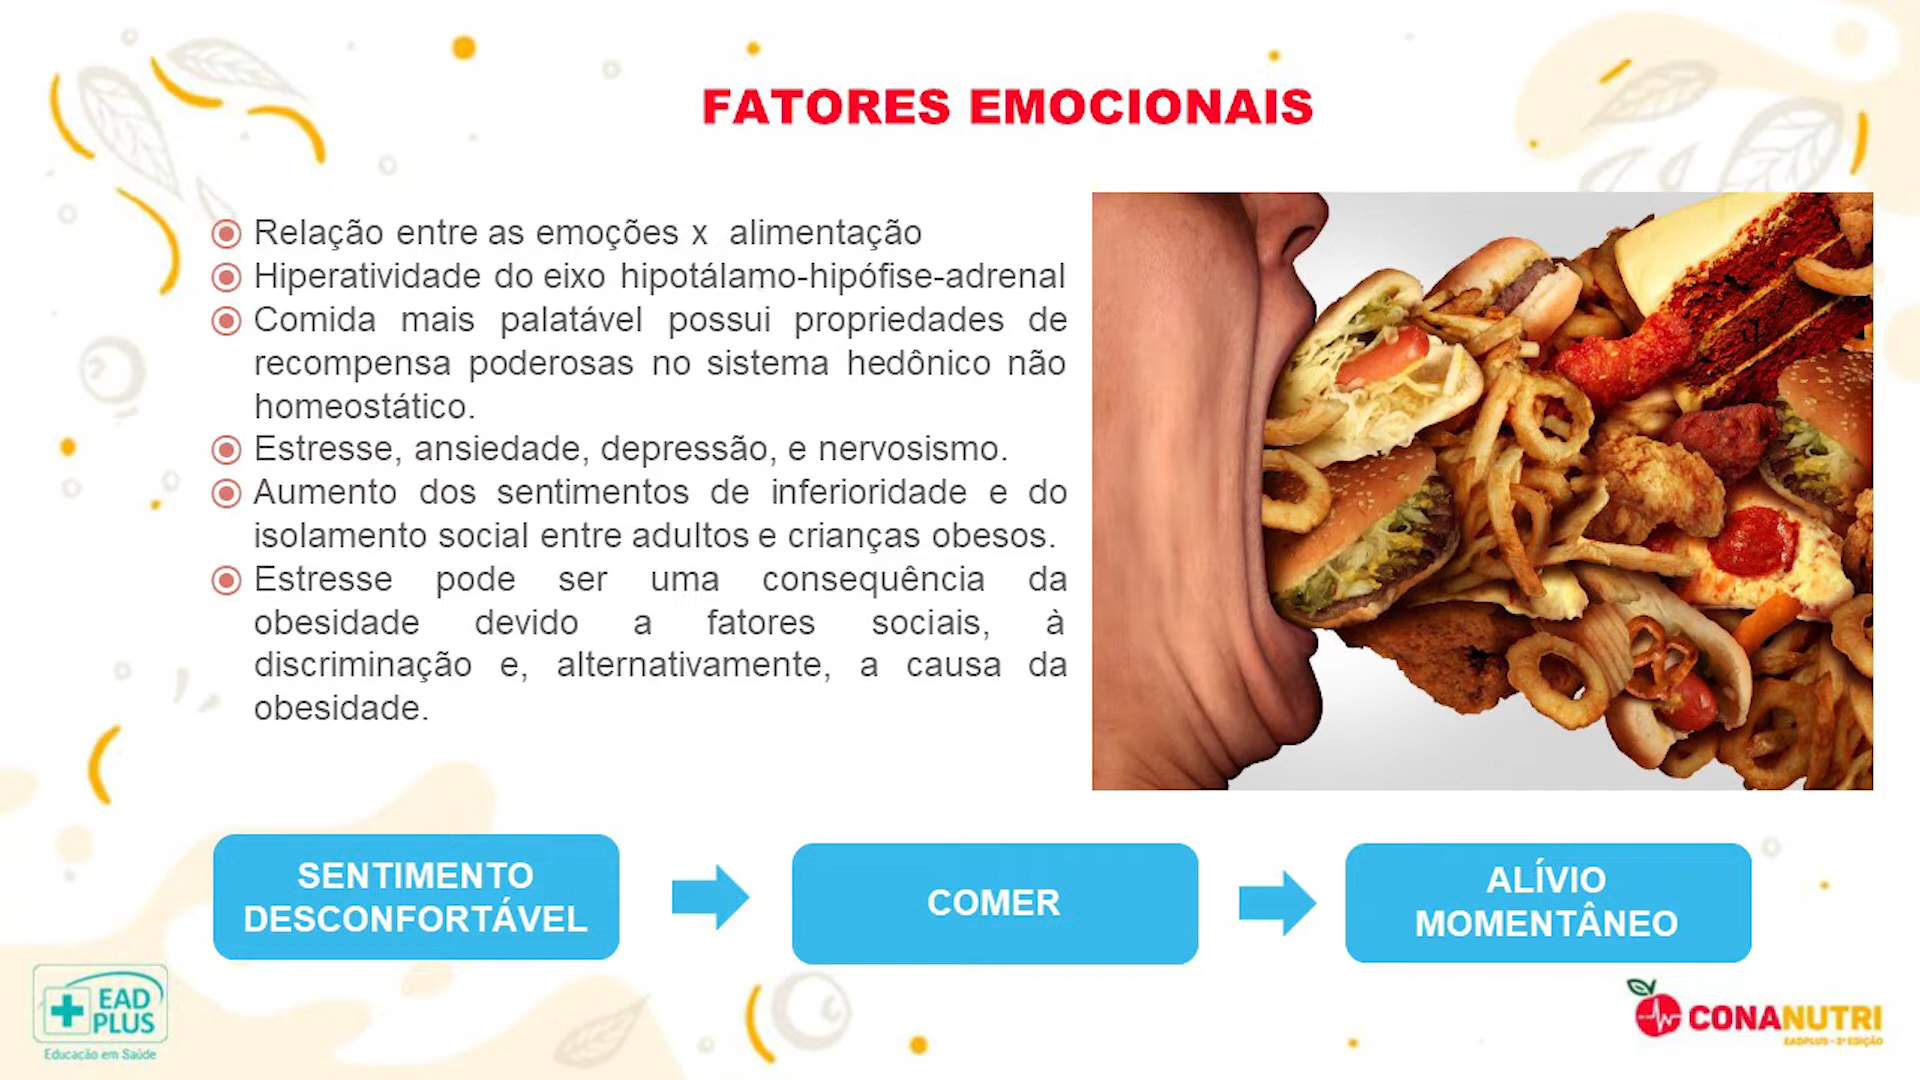 FATORES EMOCIONAIS
Relação entre as emoções x alimentação
Hiperatividade do eixo hipotálamo-hipófise-adrenal
Comida mais palatável possui propriedades de
recompensa poderosas no sistema hedônico não
homeostático.
Estresse, ansiedade, depressão, e nervosismo.
Aumento dos sentimentos de inferioridade e do
isolamento social entre adultos e crianças obesos.
Estresse pode ser uma consequência da
obesidade devido a fatores sociais, à
discriminação e, alternativamente, a causa da
obesidade.
SENTIMENTO
DESCONFORTÁVEL
COMER
ALÍVIO
MOMENTÂNEO
EAD
PLUS
Educação em Saúde
CONANUTRI
EADPLUS - 3ª EDIÇÃO